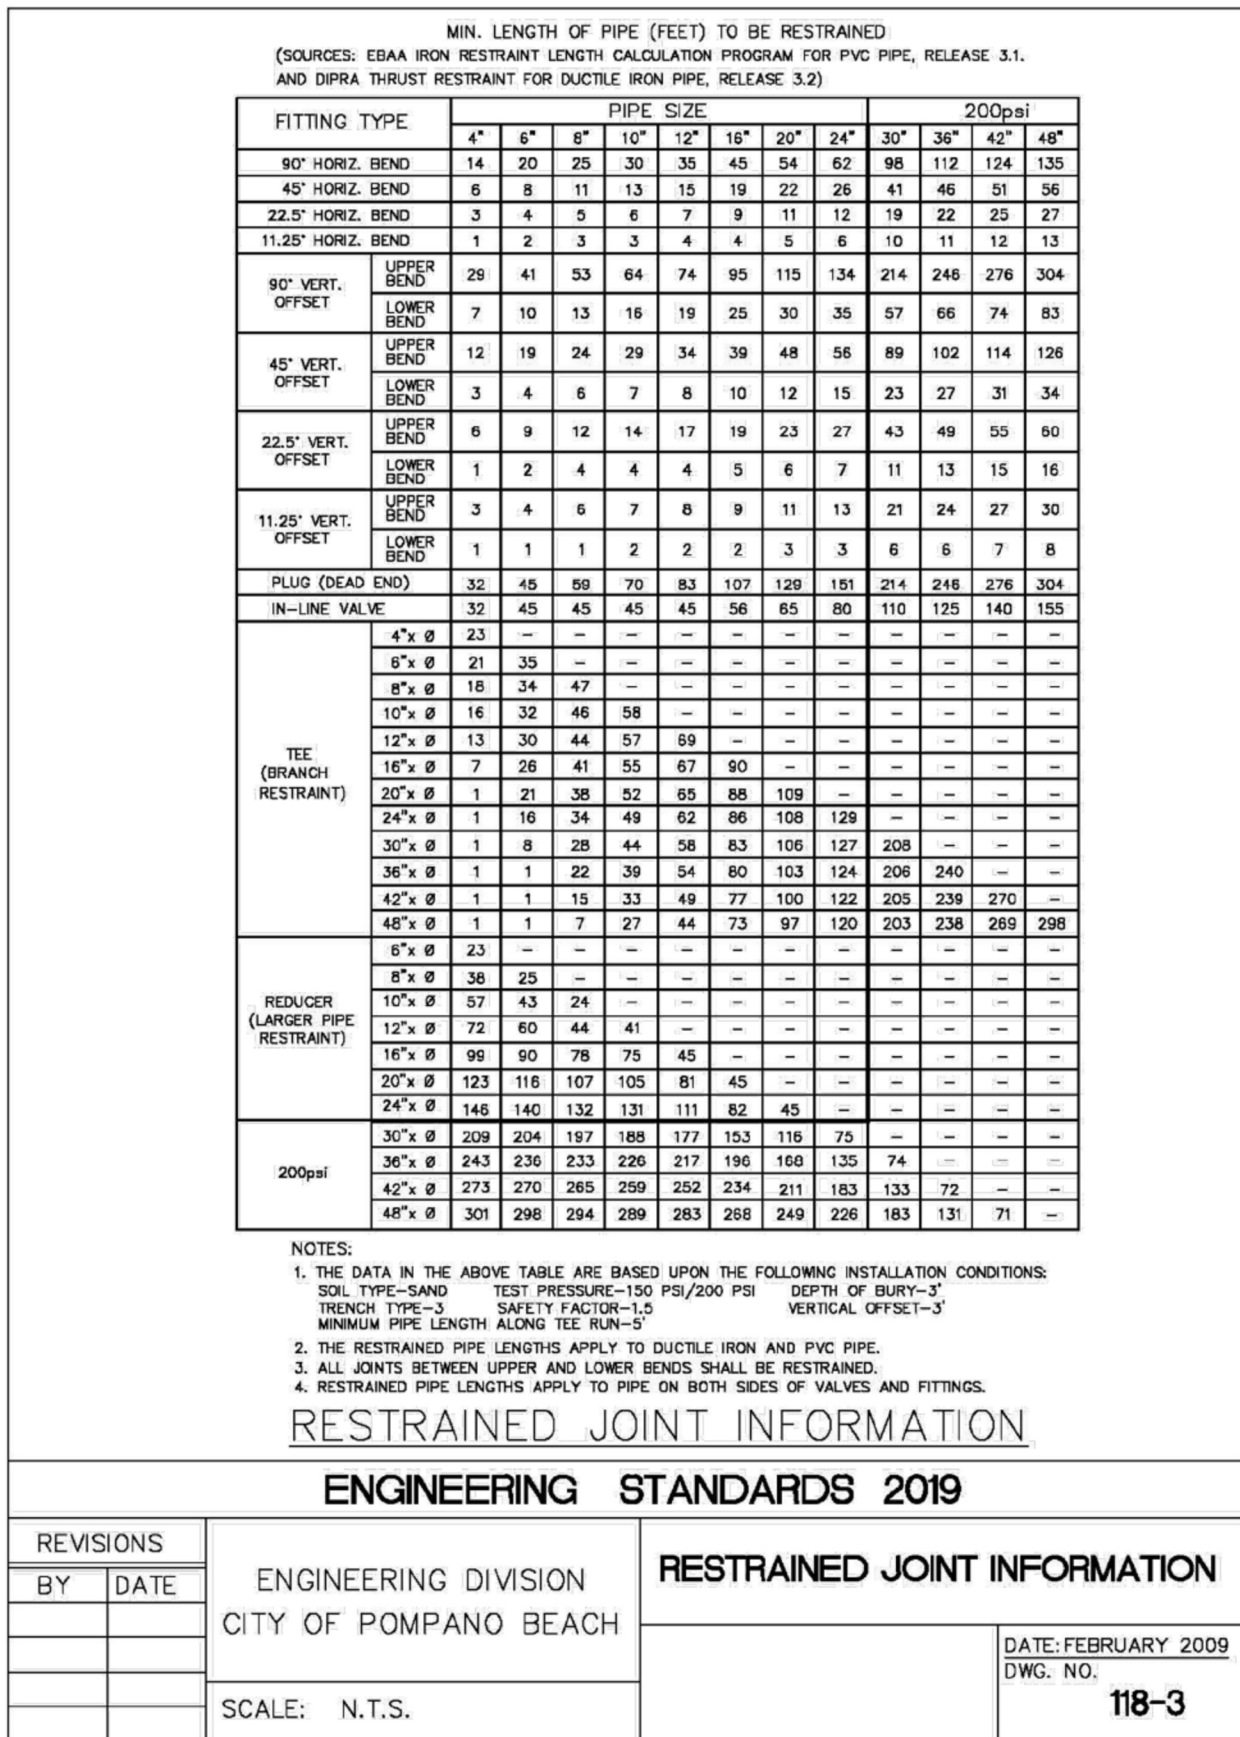 MIN. LENGTH OF PIPE (FEET) TO BE RESTRAINED
(SOURCES: EBAA IRON RESTRAINT LENGTH CALCULATION PROGRAM FOR PVC PIPE, RELEASE 3.1.
AND DIPRA THRUST RESTRAINT FOR DUCTILE IRON PIPE, RELEASE 3.2)
FITTING TYPE PIPE SIZE 200psi
4" 6" 8" 10" 12" 16" 20" 24" 30" 36" 42" 48"
90° HORIZ. BEND 14 20 25 30 35 45 54 62 98 112 124 135
45° HORIZ. BEND 6 8 11 13 15 19 22 26 41 46 51 56
22.5° HORIZ. BEND 3 4 5 6 7 9 11 12 19 22 25 27
11.25° HORIZ. BEND 1 2 3 3 4 4 5 6 10 11 12 13
90° VERT. OFFSET UPPER BEND 29 41 53 64 74 95 115 134 214 246 276 304
LOWER BEND 7 10 13 16 19 25 30 35 57 66 74 83
45° VERT. OFFSET UPPER BEND 12 19 24 29 34 39 48 56 89 102 114 126
LOWER BEND 3 4 6 7 8 10 12 15 23 27 31 34
22.5° VERT. OFFSET UPPER BEND 6 9 12 14 17 19 23 27 43 49 55 60
LOWER BEND 1 2 4 4 4 5 6 7 11 13 15 16
11.25° VERT. OFFSET UPPER BEND 3 4 6 7 8 9 11 13 21 24 27 30
LOWER BEND 1 1 1 2 2 2 3 3 6 6 7 8
PLUG (DEAD END) 32 45 59 70 83 107 129 151 214 246 276 304
IN-LINE VALVE 32 45 45 45 45 56 65 80 110 125 140 155
TEE (BRANCH RESTRAINT)
4"x Ø 23 – – – – – – – – – – –
6"x Ø 21 35 – – – – – – – – – –
8"x Ø 18 34 47 – – – – – – – – –
10"x Ø 16 32 46 58 – – – – – – – –
12"x Ø 13 30 44 57 69 – – – – – – –
16"x Ø 7 26 41 55 67 90 – – – – – –
20"x Ø 1 21 38 52 65 88 109 – – – – –
24"x Ø 1 16 34 49 62 86 108 129 – – – –
30"x Ø 1 8 28 44 58 83 106 127 208 – – –
36"x Ø 1 1 22 39 54 80 103 124 206 240 – –
42"x Ø 1 1 15 33 49 77 100 122 205 239 270 –
48"x Ø 1 1 7 27 44 73 97 120 203 238 269 298
REDUCER (LARGER PIPE RESTRAINT)
6"x Ø 23 – – – – – – – – – – –
8"x Ø 38 25 – – – – – – – – – –
10"x Ø 57 43 24 – – – – – – – – –
12"x Ø 72 60 44 41 – – – – – – – –
16"x Ø 99 90 78 75 45 – – – – – – –
20"x Ø 123 116 107 105 81 45 – – – – – –
24"x Ø 146 140 132 131 111 82 45 – – – – –
200psi
30"x Ø 209 204 197 188 177 153 116 75 – – – –
36"x Ø 243 236 233 226 217 196 168 135 74 – – –
42"x Ø 273 270 265 259 252 234 211 183 133 72 – –
48"x Ø 301 298 294 289 283 268 249 226 183 131 71 –
NOTES:
1. THE DATA IN THE ABOVE TABLE ARE BASED UPON THE FOLLOWING INSTALLATION CONDITIONS:
SOIL TYPE–SAND TEST PRESSURE–150 PSI/200 PSI DEPTH OF BURY–3'
TRENCH TYPE–3 SAFETY FACTOR–1.5 VERTICAL OFFSET–3'
MINIMUM PIPE LENGTH ALONG TEE RUN–5'
2. THE RESTRAINED PIPE LENGTHS APPLY TO DUCTILE IRON AND PVC PIPE.
3. ALL JOINTS BETWEEN UPPER AND LOWER BENDS SHALL BE RESTRAINED.
4. RESTRAINED PIPE LENGTHS APPLY TO PIPE ON BOTH SIDES OF VALVES AND FITTINGS.
RESTRAINED JOINT INFORMATION
ENGINEERING STANDARDS 2019
REVISIONS
BY DATE
ENGINEERING DIVISION
CITY OF POMPANO BEACH
SCALE: N.T.S.
RESTRAINED JOINT INFORMATION
DATE: FEBRUARY 2009
DWG. NO.
118-3